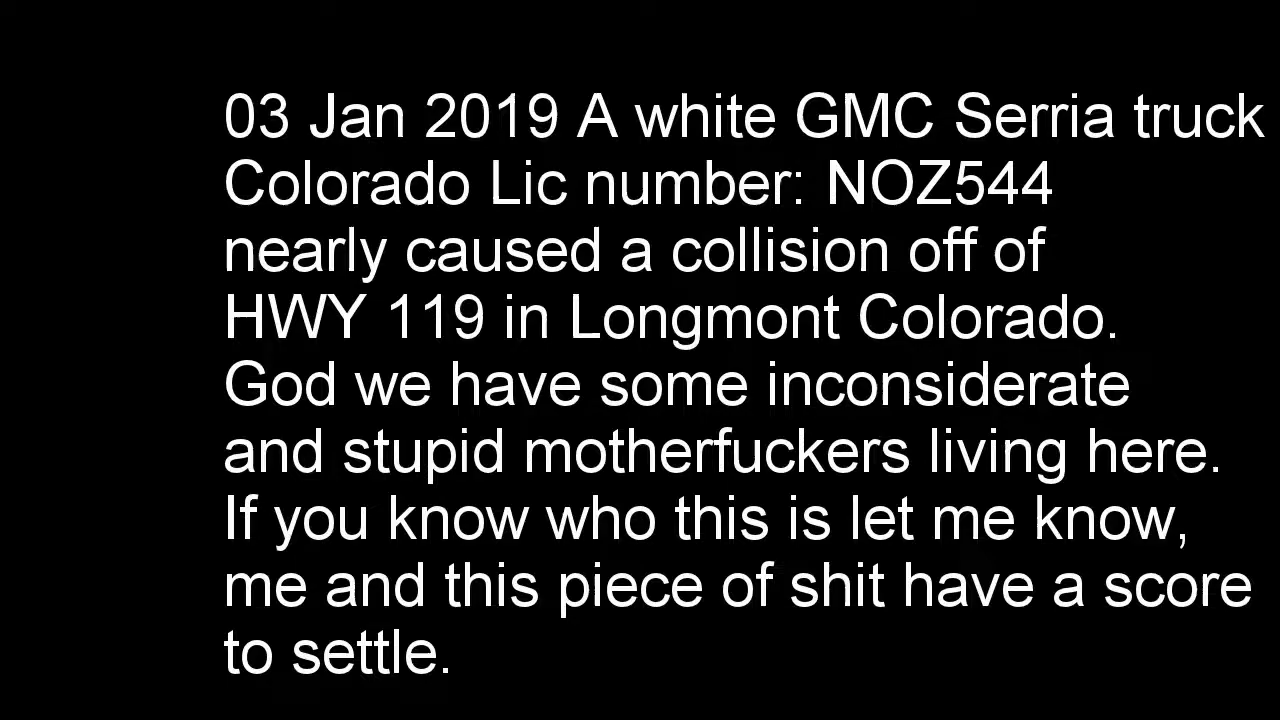 03 Jan 2019 A white GMC Serria truck
Colorado Lic number: NOZ544
nearly caused a collision off of
HWY 119 in Longmont Colorado.
God we have some inconsiderate
and stupid motherfuckers living here.
If you know who this is let me know,
me and this piece of shit have a score
to settle.